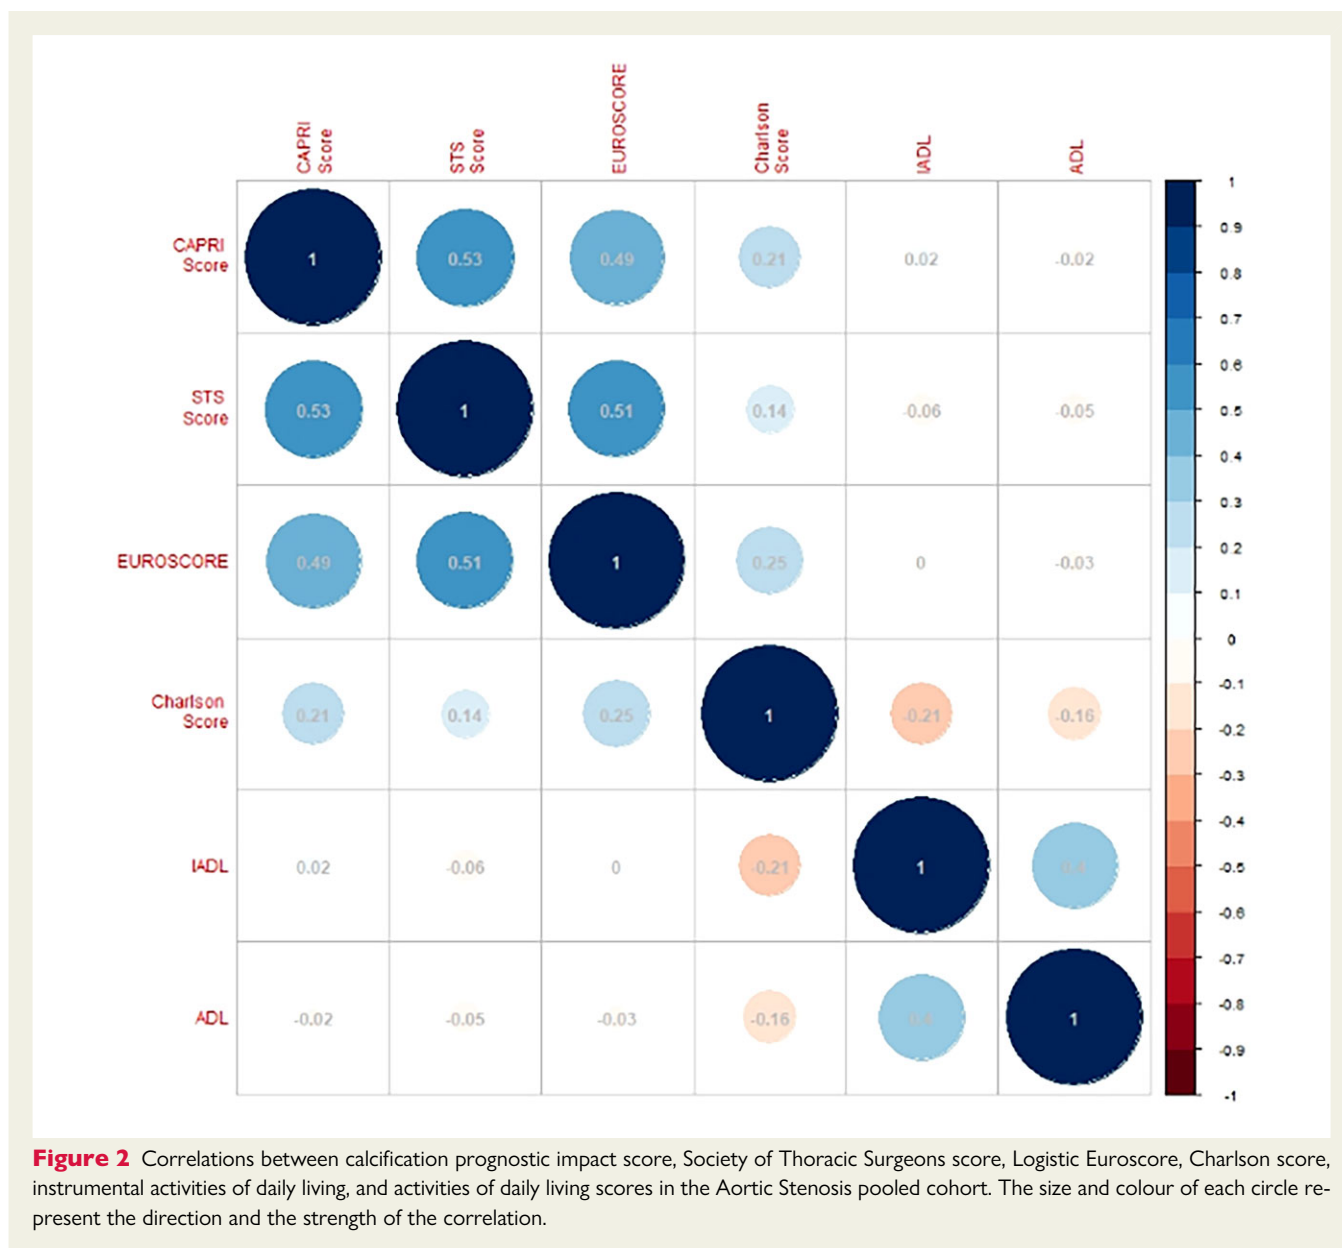 CAPRI
Score
STS
Score
EUROSCORE
Charlson
Score
IADL
ADL
CAPRI
Score
1
0.53
0.49
0.21
0.02
-0.02
STS
Score
0.53
1
0.51
0.14
-0.06
-0.05
EUROSCORE
0.49
0.51
1
0.25
0
-0.03
Charlson
Score
0.21
0.14
0.25
1
-0.21
-0.16
IADL
0.02
-0.06
0
-0.21
1
0.4
ADL
-0.02
-0.05
-0.03
-0.16
0.4
1
1
0.9
0.8
0.7
0.6
0.5
0.4
0.3
0.2
0.1
0
-0.1
-0.2
-0.3
-0.4
-0.5
-0.6
-0.7
-0.8
-0.9
-1
Figure 2 Correlations between calcification prognostic impact score, Society of Thoracic Surgeons score, Logistic Euroscore, Charlson score,
instrumental activities of daily living, and activities of daily living scores in the Aortic Stenosis pooled cohort. The size and colour of each circle re-
present the direction and the strength of the correlation.